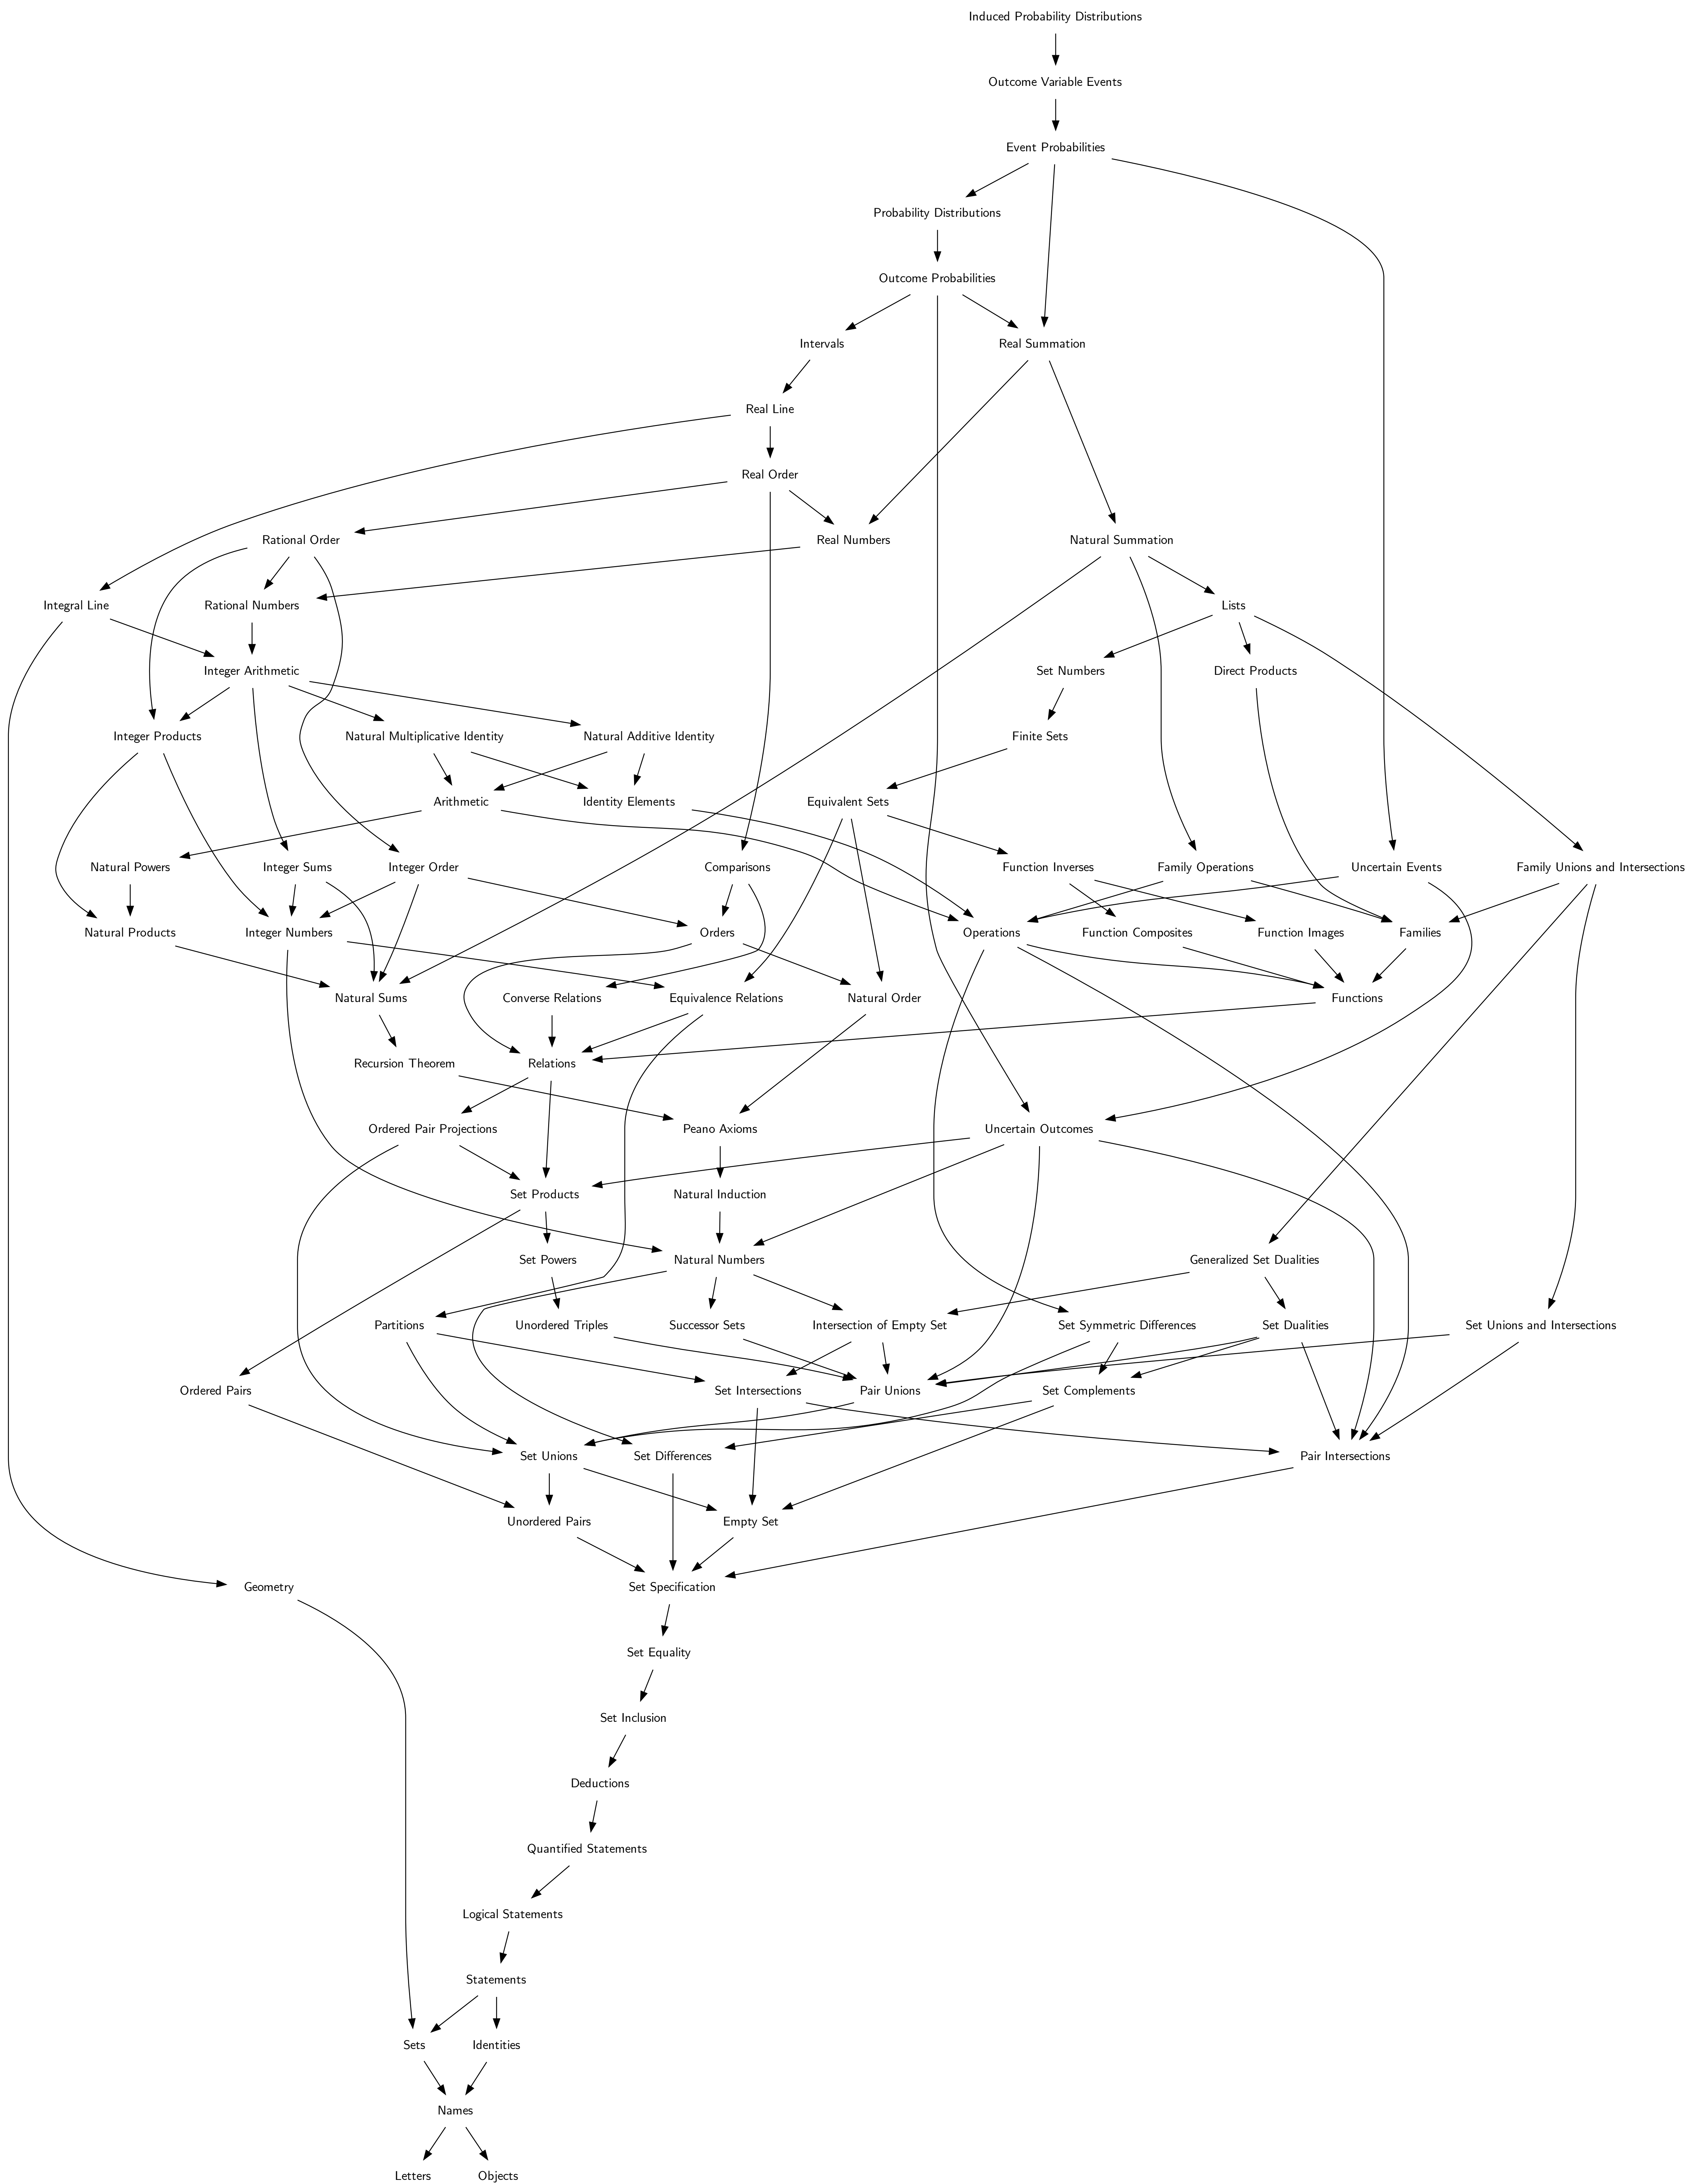 Induced Probability Distributions
Outcome Variable Events
Event Probabilities
Probability Distributions
Outcome Probabilities
Intervals
Real Summation
Real Line
Real Order
Rational Order
Real Numbers
Natural Summation
Integral Line
Rational Numbers
Lists
Integer Arithmetic
Set Numbers
Direct Products
Integer Products
Natural Multiplicative Identity
Natural Additive Identity
Finite Sets
Arithmetic
Identity Elements
Equivalent Sets
Natural Powers
Integer Sums
Integer Order
Comparisons
Function Inverses
Family Operations
Uncertain Events
Family Unions and Intersections
Natural Products
Integer Numbers
Orders
Operations
Function Composites
Function Images
Families
Natural Sums
Converse Relations
Equivalence Relations
Natural Order
Functions
Recursion Theorem
Relations
Ordered Pair Projections
Peano Axioms
Uncertain Outcomes
Set Products
Natural Induction
Set Powers
Natural Numbers
Generalized Set Dualities
Partitions
Unordered Triples
Successor Sets
Intersection of Empty Set
Set Symmetric Differences
Set Dualities
Set Unions and Intersections
Ordered Pairs
Set Intersections
Pair Unions
Set Complements
Set Unions
Set Differences
Pair Intersections
Unordered Pairs
Empty Set
Geometry
Set Specification
Set Equality
Set Inclusion
Deductions
Quantified Statements
Logical Statements
Statements
Sets
Identities
Names
Letters
Objects